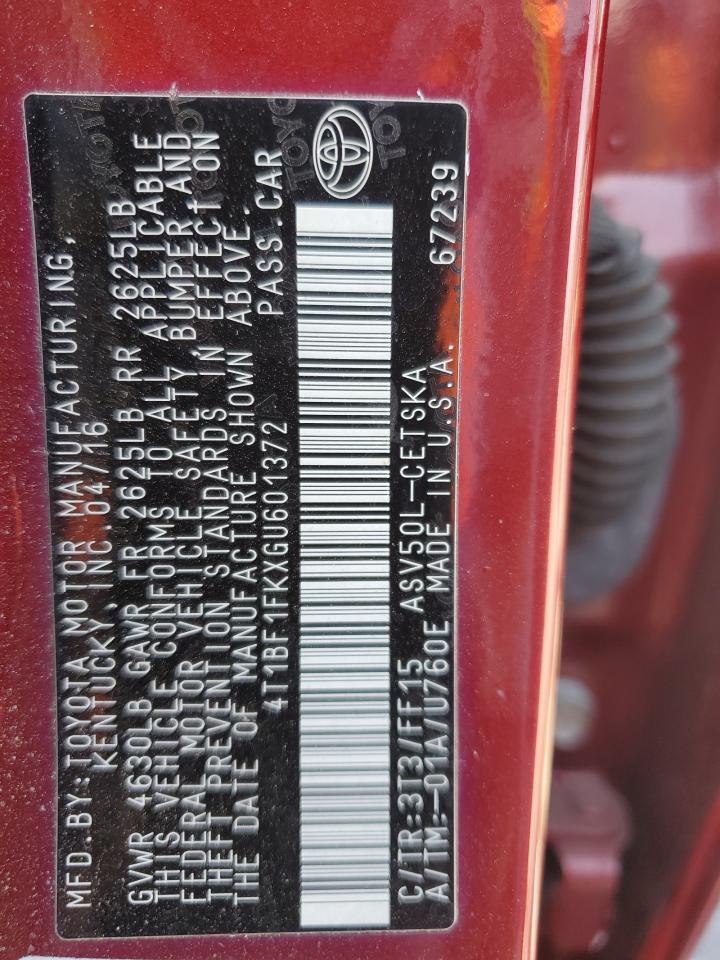 MFD.BY:TOYOTA MOTOR MANUFACTURING,
KENTUCKY, INC 04/16
GVWR 4630LB GAWR FR 2625LB RR 2625LB
THIS VEHICLE CONFORMS TO ALL APPLICABLE
FEDERAL MOTOR VEHICLE SAFETY,BUMPER,AND
THEFT PREVENTION STANDARDS IN EFFECT ON
THE DATE OF MANUFACTURE SHOWN ABOVE.
4T1BF1FKXGU601372 PASS.CAR
C/TR:3T3/FF15 ASV50L-CETSKA
A/TM:-01A/U760E MADE IN U.S.A. 67239